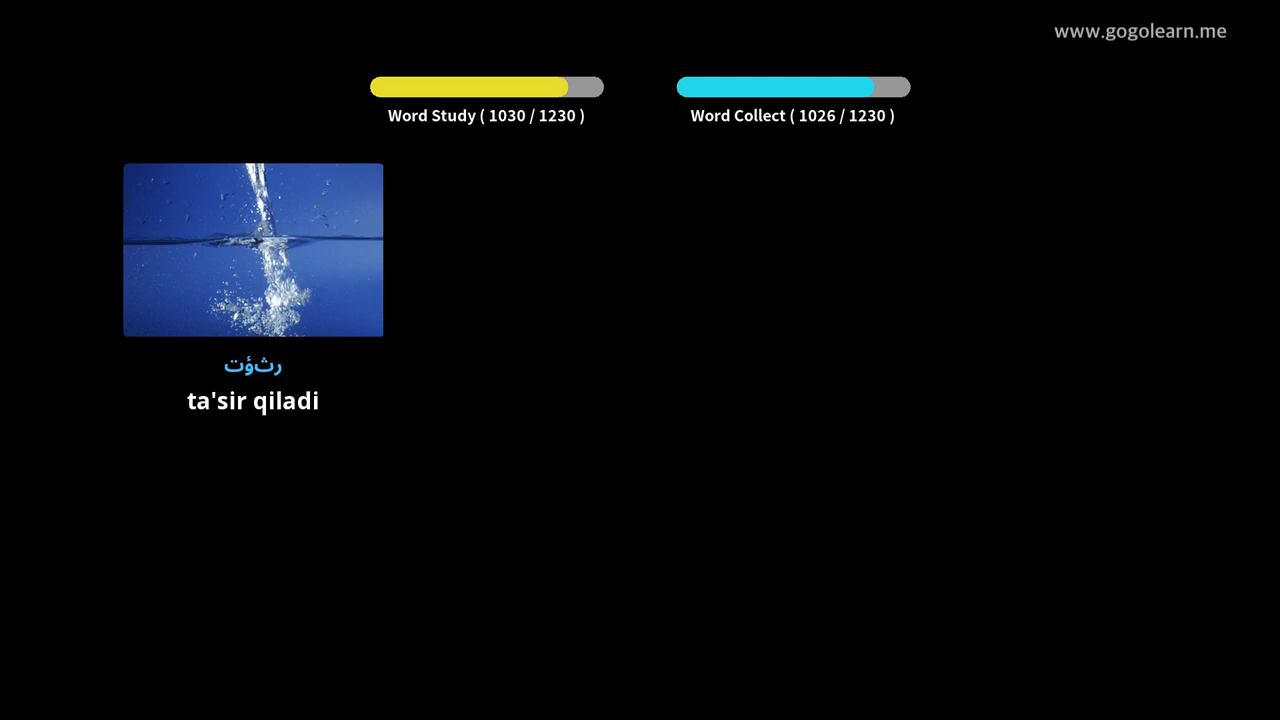 www.gogolearn.me
Word Study ( 1030 / 1230 )
Word Collect ( 1026 / 1230 )
رثؤت
ta'sir qiladi